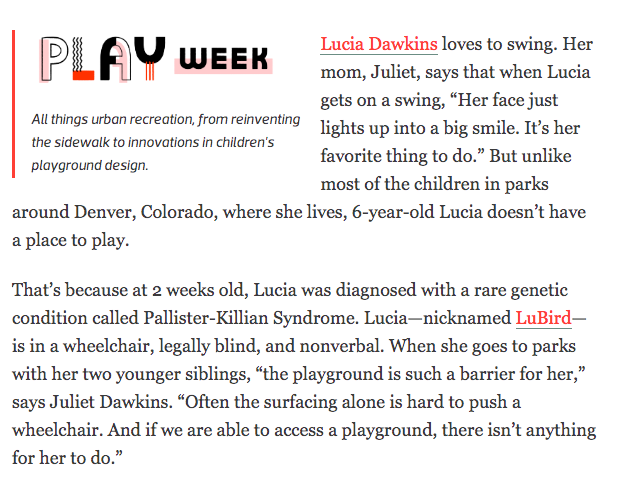 PLAY WEEK
All things urban recreation, from reinventing
the sidewalk to innovations in children's
playground design.
Lucia Dawkins loves to swing. Her
mom, Juliet, says that when Lucia
gets on a swing, “Her face just
lights up into a big smile. It’s her
favorite thing to do.” But unlike
most of the children in parks
around Denver, Colorado, where she lives, 6-year-old Lucia doesn’t have
a place to play.
That’s because at 2 weeks old, Lucia was diagnosed with a rare genetic
condition called Pallister-Killian Syndrome. Lucia—nicknamed LuBird—
is in a wheelchair, legally blind, and nonverbal. When she goes to parks
with her two younger siblings, “the playground is such a barrier for her,”
says Juliet Dawkins. “Often the surfacing alone is hard to push a
wheelchair. And if we are able to access a playground, there isn’t anything
for her to do.”